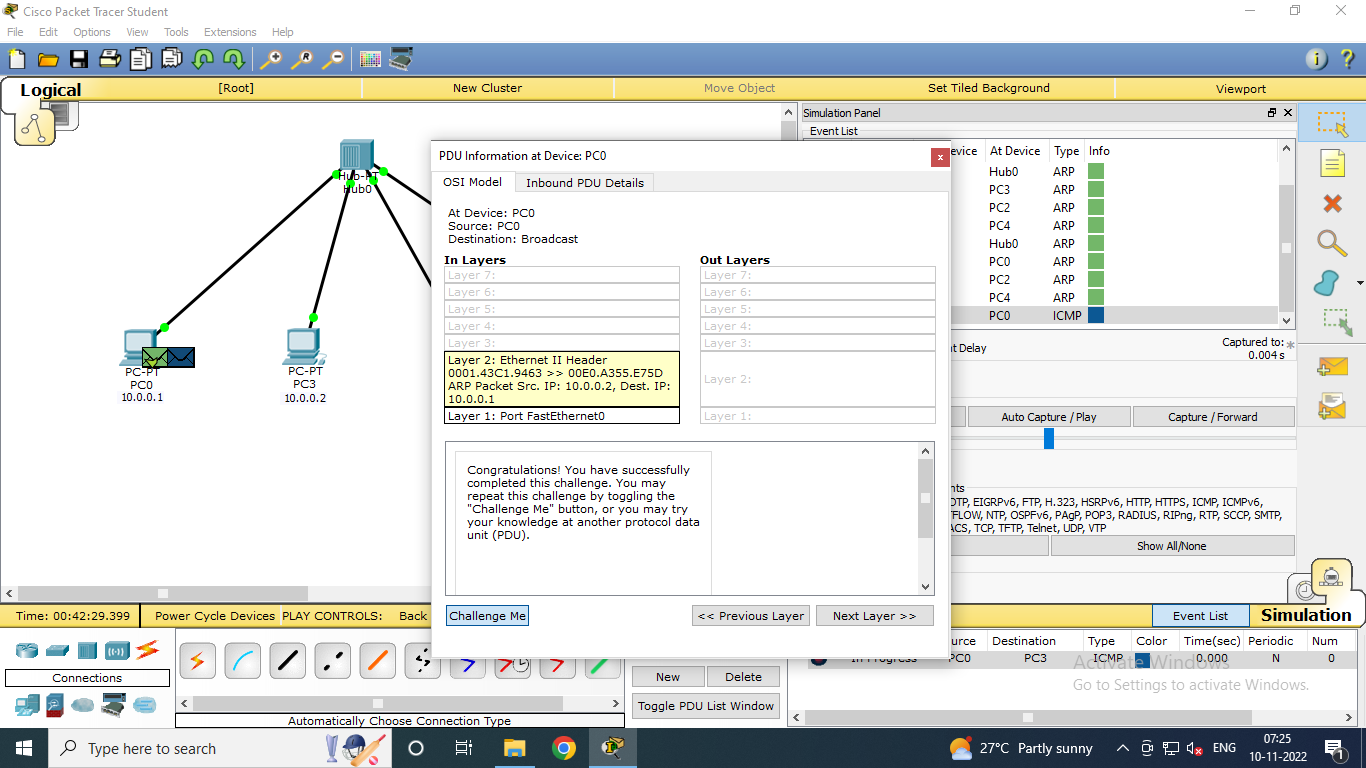 Cisco Packet Tracer Student
File Edit Options View Tools Extensions Help
Logical [Root] New Cluster Move Object Set Tiled Background Viewport
Hub-PT
Hub0
PC-PT
PC0
10.0.0.1
PC-PT
PC3
10.0.0.2
PDU Information at Device: PC0
OSI Model Inbound PDU Details
At Device: PC0
Source: PC0
Destination: Broadcast
In Layers Out Layers
Layer 7: Layer 7:
Layer 6: Layer 6:
Layer 5: Layer 5:
Layer 4: Layer 4:
Layer 3: Layer 3:
Layer 2: Ethernet II Header
0001.43C1.9463 >> 00E0.A355.E75D
ARP Packet Src. IP: 10.0.0.2, Dest. IP:
10.0.0.1
Layer 2:
Layer 1: Port FastEthernet0 Layer 1:
Congratulations! You have successfully
completed this challenge. You may
repeat this challenge by toggling the
"Challenge Me" button, or you may try
your knowledge at another protocol data
unit (PDU).
Challenge Me << Previous Layer Next Layer >>
Simulation Panel
Event List
evice At Device Type Info
Hub0 ARP
PC3 ARP
PC2 ARP
PC4 ARP
Hub0 ARP
PC0 ARP
PC2 ARP
PC4 ARP
PC0 ICMP
t Delay Captured to: *
0.004 s
Auto Capture / Play Capture / Forward
nts
DTP, EIGRPv6, FTP, H.323, HSRPv6, HTTP, HTTPS, ICMP, ICMPv6,
FLOW, NTP, OSPFv6, PAgP, POP3, RADIUS, RIPng, RTP, SCCP, SMTP,
ACS, TCP, TFTP, Telnet, UDP, VTP
Show All/None
Time: 00:42:29.399 Power Cycle Devices PLAY CONTROLS: Back Event List Simulation
Connections
Automatically Choose Connection Type
New Delete
Toggle PDU List Window
urce Destination Type Color Time(sec) Periodic Num
In Progress PC0 PC3 ICMP 0.000 N 0
Activate Windows
Go to Settings to activate Windows.
Type here to search
27°C Partly sunny ENG 07:25
10-11-2022
1